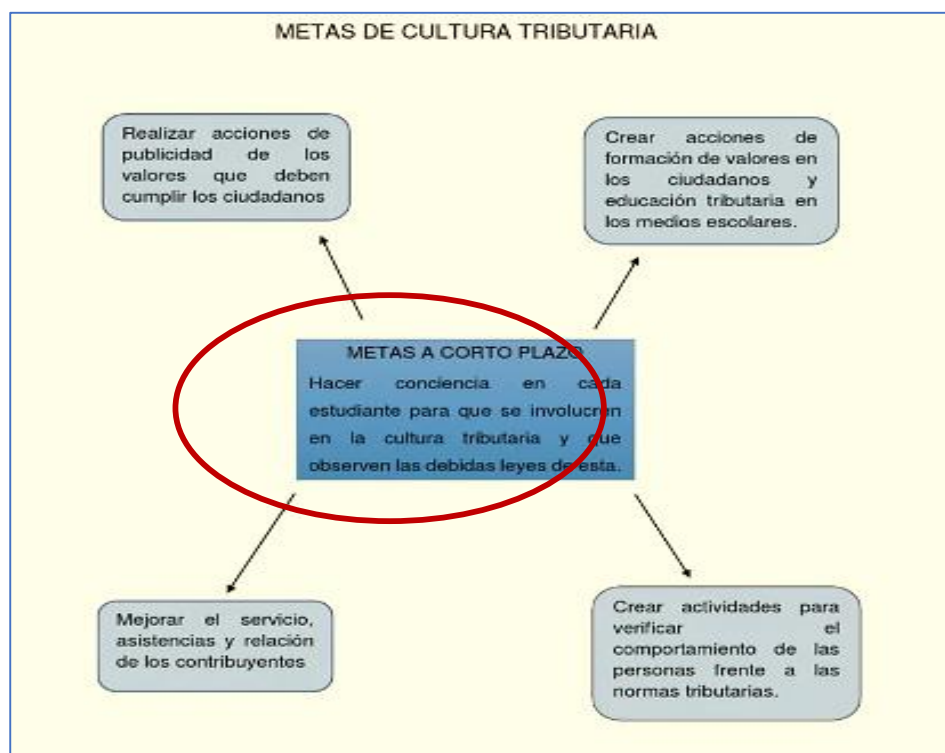 METAS DE CULTURA TRIBUTARIA
Realizar acciones de
publicidad de los
valores que deben
cumplir los ciudadanos
Crear acciones de
formación de valores en
los ciudadanos y
educación tributaria en
los medios escolares.
METAS A CORTO PLAZO
Hacer conciencia en cada
estudiante para que se involucren
en la cultura tributaria y que
observen las debidas leyes de esta.
Mejorar el servicio,
asistencias y relación
de los contribuyentes
Crear actividades para
verificar el
comportamiento de las
personas frente a las
normas tributarias.